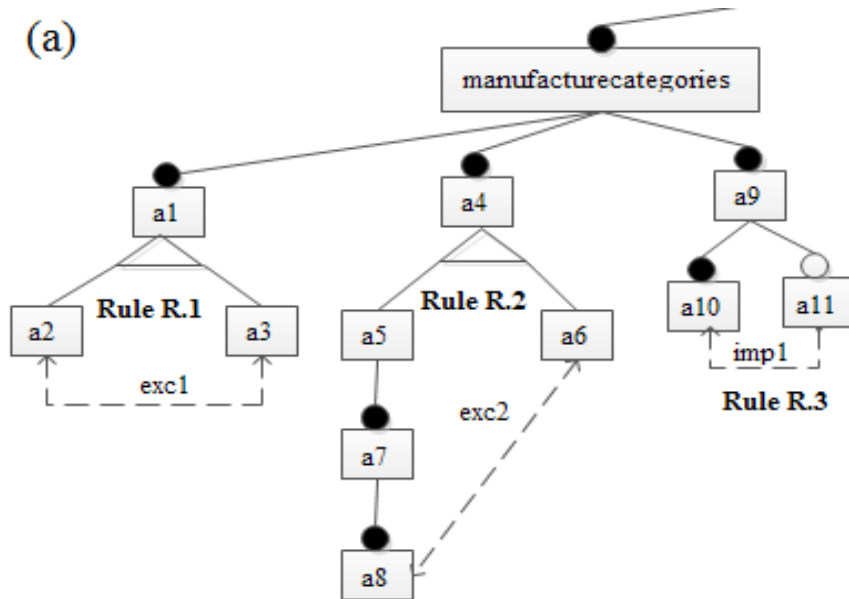 (a)
manufacturecategories
a1
a4
a9
Rule R.1
Rule R.2
a2
a3
a5
a6
a10
a11
exc1
exc2
imp1
Rule R.3
a7
a8